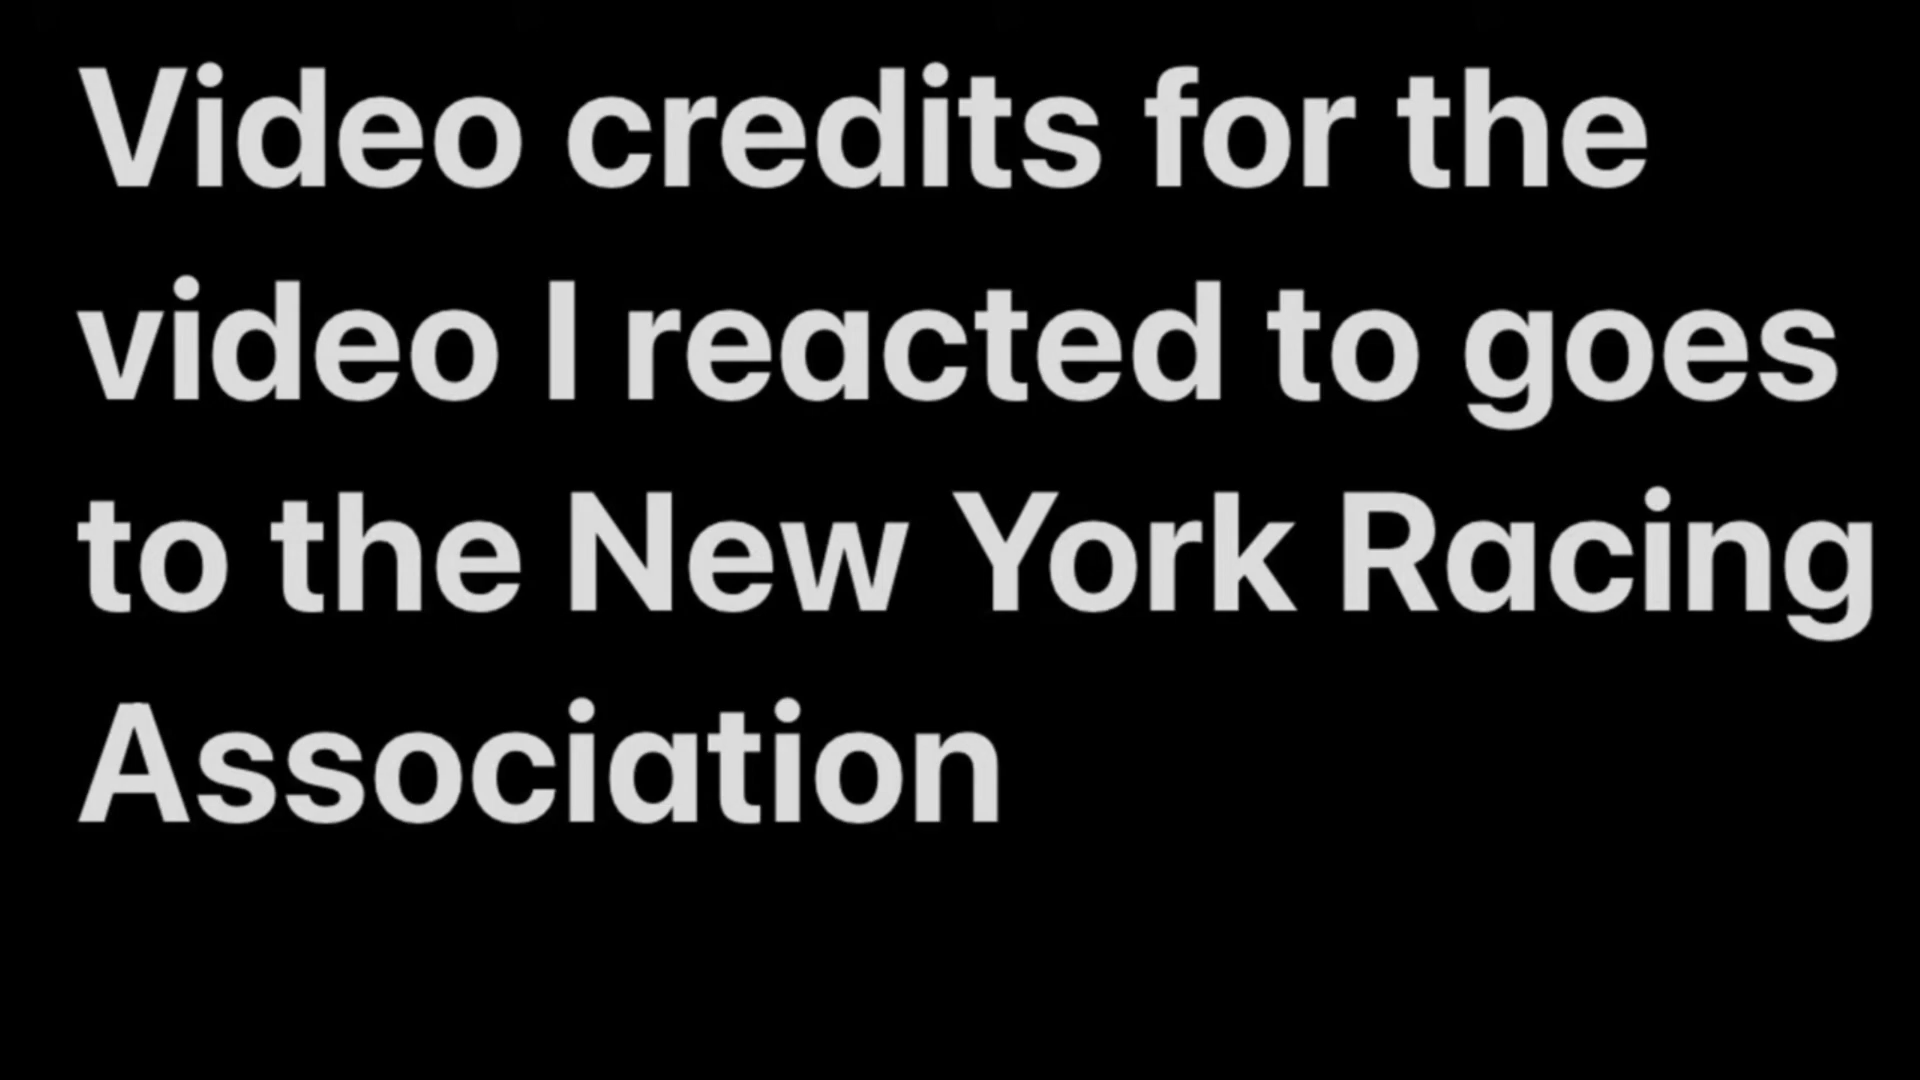 Video credits for the
video I reacted to goes
to the New York Racing
Association